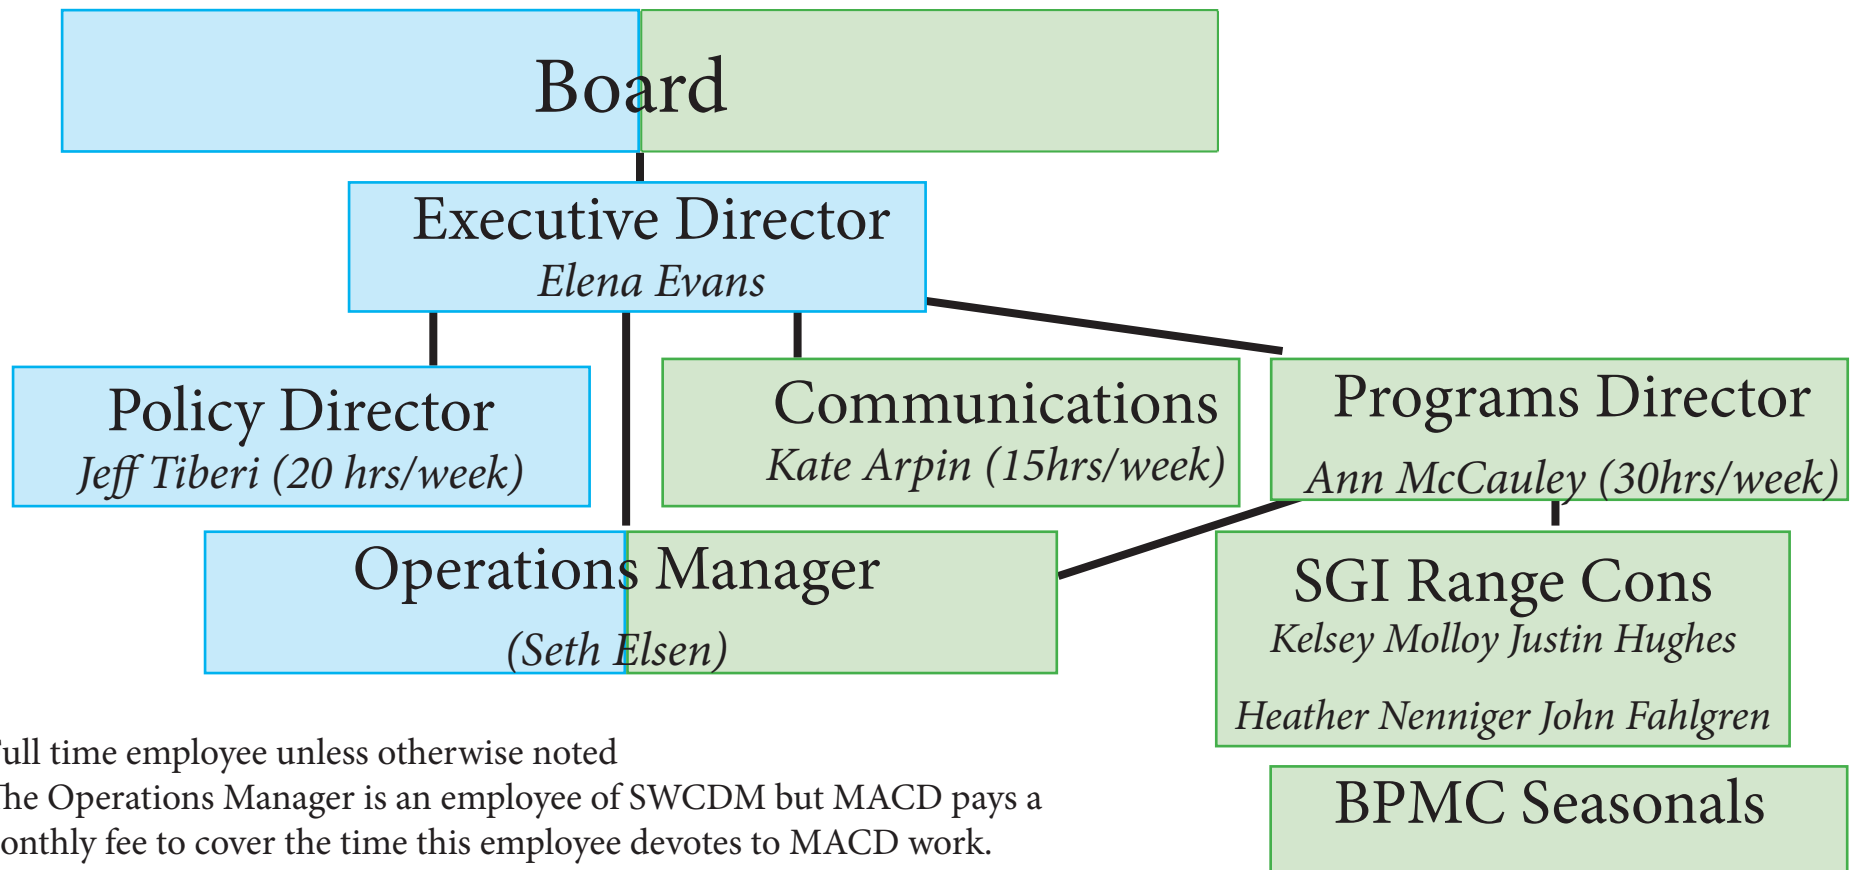 Board
Executive Director
Elena Evans
Policy Director
Jeff Tiberi (20 hrs/week)
Communications
Kate Arpin (15hrs/week)
Programs Director
Ann McCauley (30hrs/week)
Operations Manager
(Seth Elsen)
SGI Range Cons
Kelsey Molloy Justin Hughes
Heather Nenniger John Fahlgren
BPMC Seasonals
ull time employee unless otherwise noted
he Operations Manager is an employee of SWCDM but MACD pays a
onthly fee to cover the time this employee devotes to MACD work.